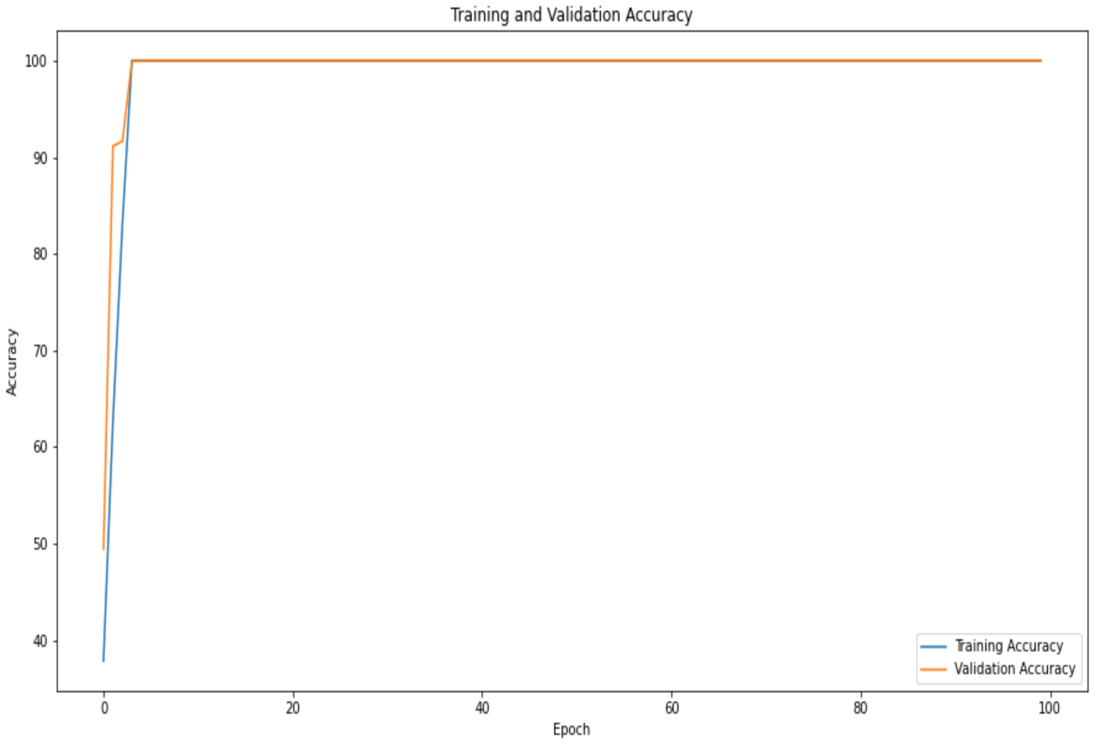 Training and Validation Accuracy
100
90
80
70
60
50
40
Accuracy
Training Accuracy
Validation Accuracy
0 20 40 60 80 100
Epoch